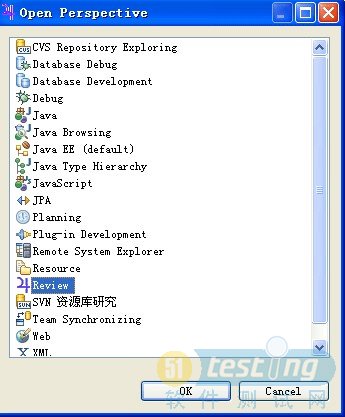 Open Perspective
CVS Repository Exploring
Database Debug
Database Development
Debug
Java
Java Browsing
Java EE (default)
Java Type Hierarchy
JavaScript
JPA
Planning
Plug-in Development
Remote System Explorer
Resource
Review
SVN 资源库研究
Team Synchronizing
Web
XML
51 testing
软件测试网
OK
Cancel